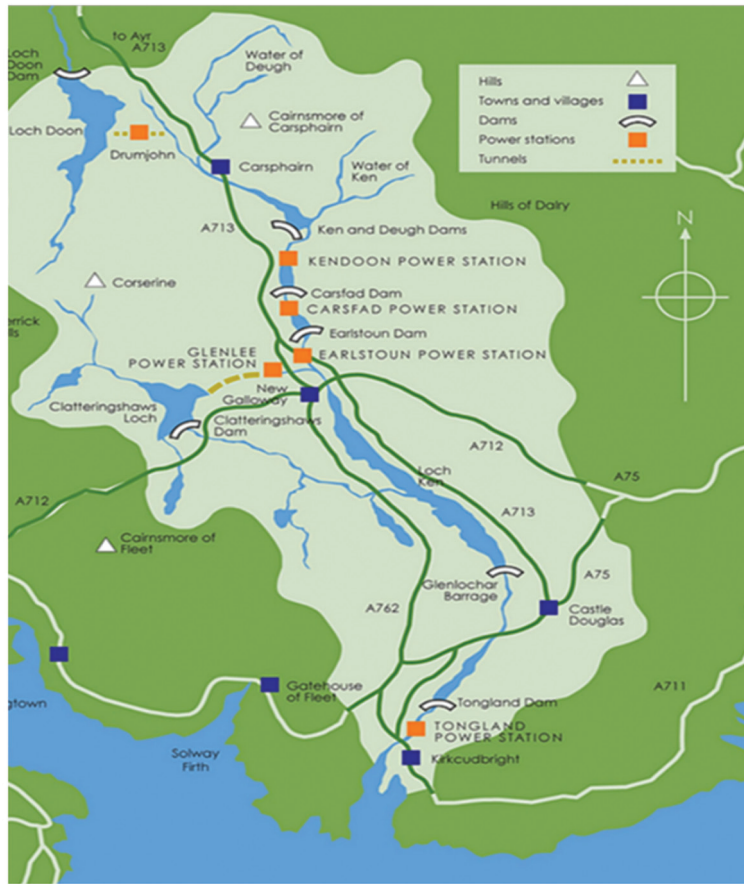 to Ayr
A713
Loch
Doon
Dam
Water of
Deugh
Hills
Towns and villages
Dams
Power stations
Tunnels
Cairnsmore of
Carsphairn
Loch Doon
Drumjohn
Carsphairn
Water of
Ken
Hills of Dalry
N
A713
Ken and Deugh Dams
KENDOON POWER STATION
Corserine
Carsfad Dam
CARSFAD POWER STATION
Earlstoun Dam
EARLSTOUN POWER STATION
GLENLEE
POWER STATION
New
Galloway
Clatteringshaws
Loch
Clatteringshaws
Dam
A712
A75
Loch
Ken
A712
A713
Cairnsmore of
Fleet
Glenlochar
Barrage
A75
A762
Castle
Douglas
Gatehouse
of Fleet
A711
Tongland Dam
TONGLAND
POWER STATION
Solway
Firth
Kirkcudbright